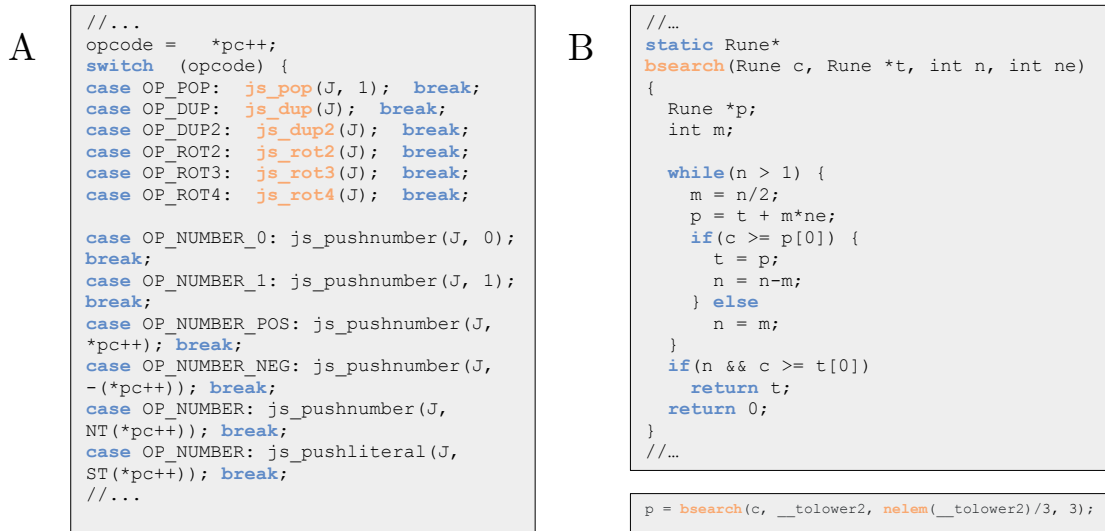 A
//...
opcode = *pc++;
switch (opcode) {
case OP_POP: js_pop(J, 1); break;
case OP_DUP: js_dup(J); break;
case OP_DUP2: js_dup2(J); break;
case OP_ROT2: js_rot2(J); break;
case OP_ROT3: js_rot3(J); break;
case OP_ROT4: js_rot4(J); break;
case OP_NUMBER_0: js_pushnumber(J, 0);
break;
case OP_NUMBER_1: js_pushnumber(J, 1);
break;
case OP_NUMBER_POS: js_pushnumber(J,
*pc++); break;
case OP_NUMBER_NEG: js_pushnumber(J,
-(*pc++)); break;
case OP_NUMBER: js_pushnumber(J,
NT(*pc++)); break;
case OP_NUMBER: js_pushliteral(J,
ST(*pc++)); break;
//...
B
//…
static Rune*
bsearch(Rune c, Rune *t, int n, int ne)
{
Rune *p;
int m;
while(n > 1) {
m = n/2;
p = t + m*ne;
if(c >= p[0]) {
t = p;
n = n-m;
} else
n = m;
}
if(n && c >= t[0])
return t;
return 0;
}
//…
p = bsearch(c, __tolower2, nelem(__tolower2)/3, 3);